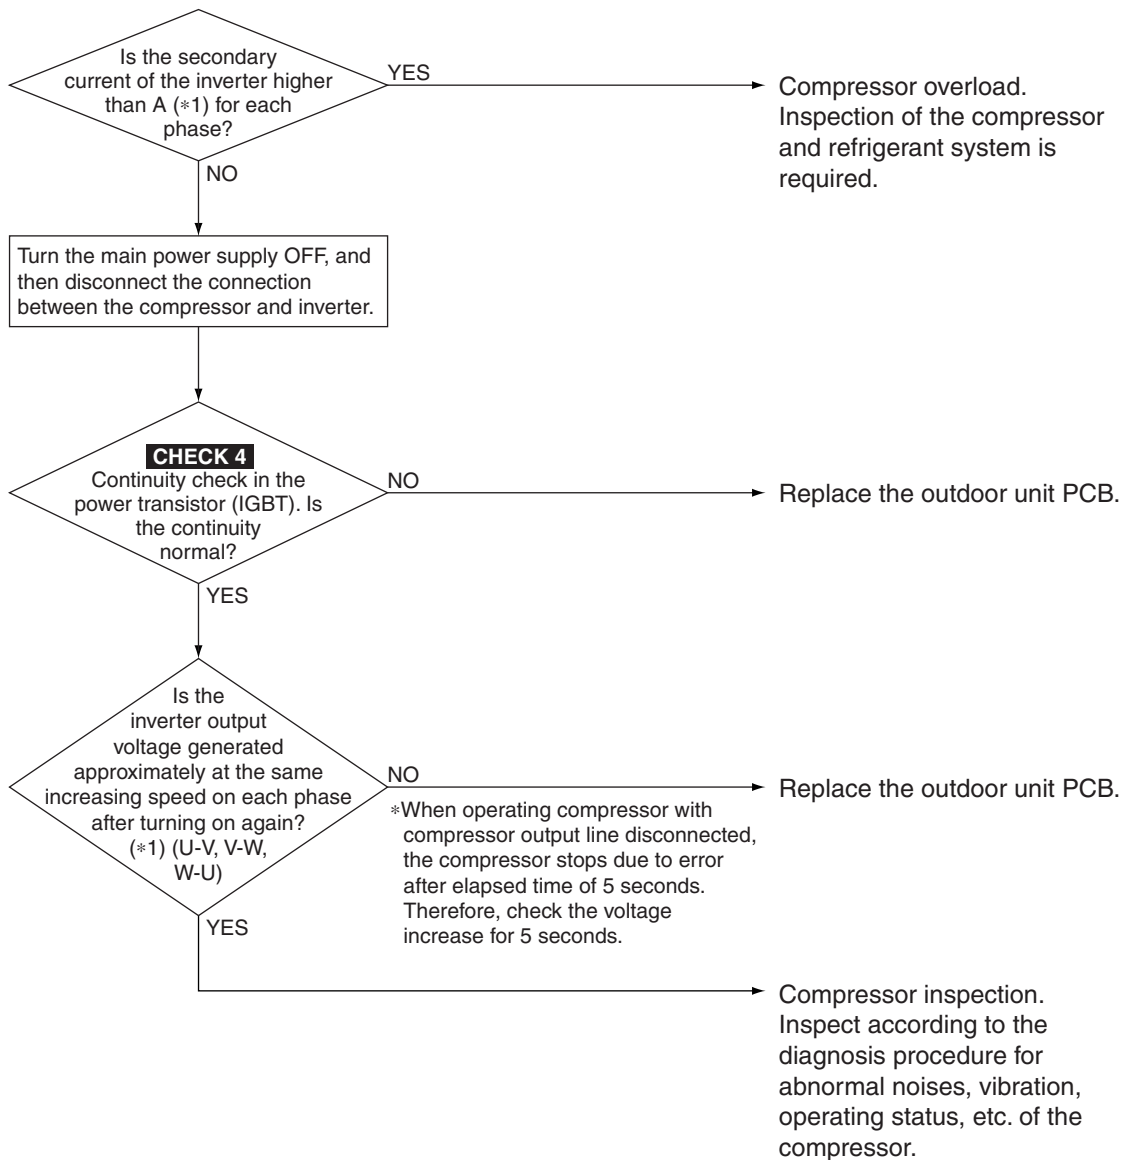 Is the secondary
current of the inverter higher
than A (*1) for each
phase?
YES
Compressor overload.
Inspection of the compressor
and refrigerant system is
required.
NO
Turn the main power supply OFF, and
then disconnect the connection
between the compressor and inverter.
CHECK 4
Continuity check in the
power transistor (IGBT). Is
the continuity
normal?
NO
Replace the outdoor unit PCB.
YES
Is the
inverter output
voltage generated
approximately at the same
increasing speed on each phase
after turning on again?
(*1) (U-V, V-W,
W-U)
NO
Replace the outdoor unit PCB.
*When operating compressor with
compressor output line disconnected,
the compressor stops due to error
after elapsed time of 5 seconds.
Therefore, check the voltage
increase for 5 seconds.
YES
Compressor inspection.
Inspect according to the
diagnosis procedure for
abnormal noises, vibration,
operating status, etc. of the
compressor.